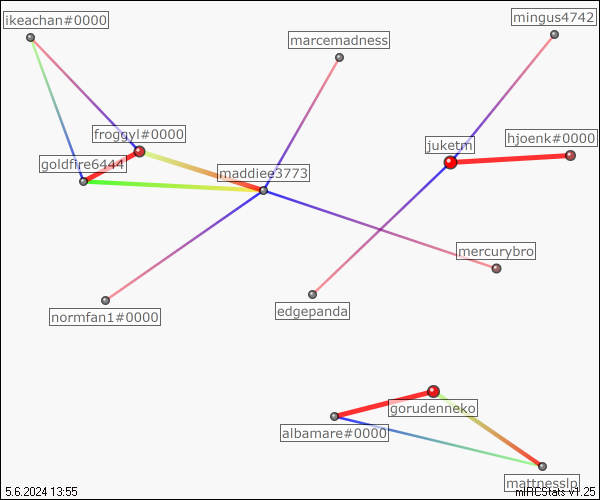 ikeachan#0000
mingus4742
marcemadness
froggyl#0000
juketm
hjoenk#0000
goldfire6444
maddiee3773
mercurybro
normfan1#0000
edgepanda
gorudenneko
albamare#0000
mattnesslp
5.6.2024 13:55
mIRCStats v1.25